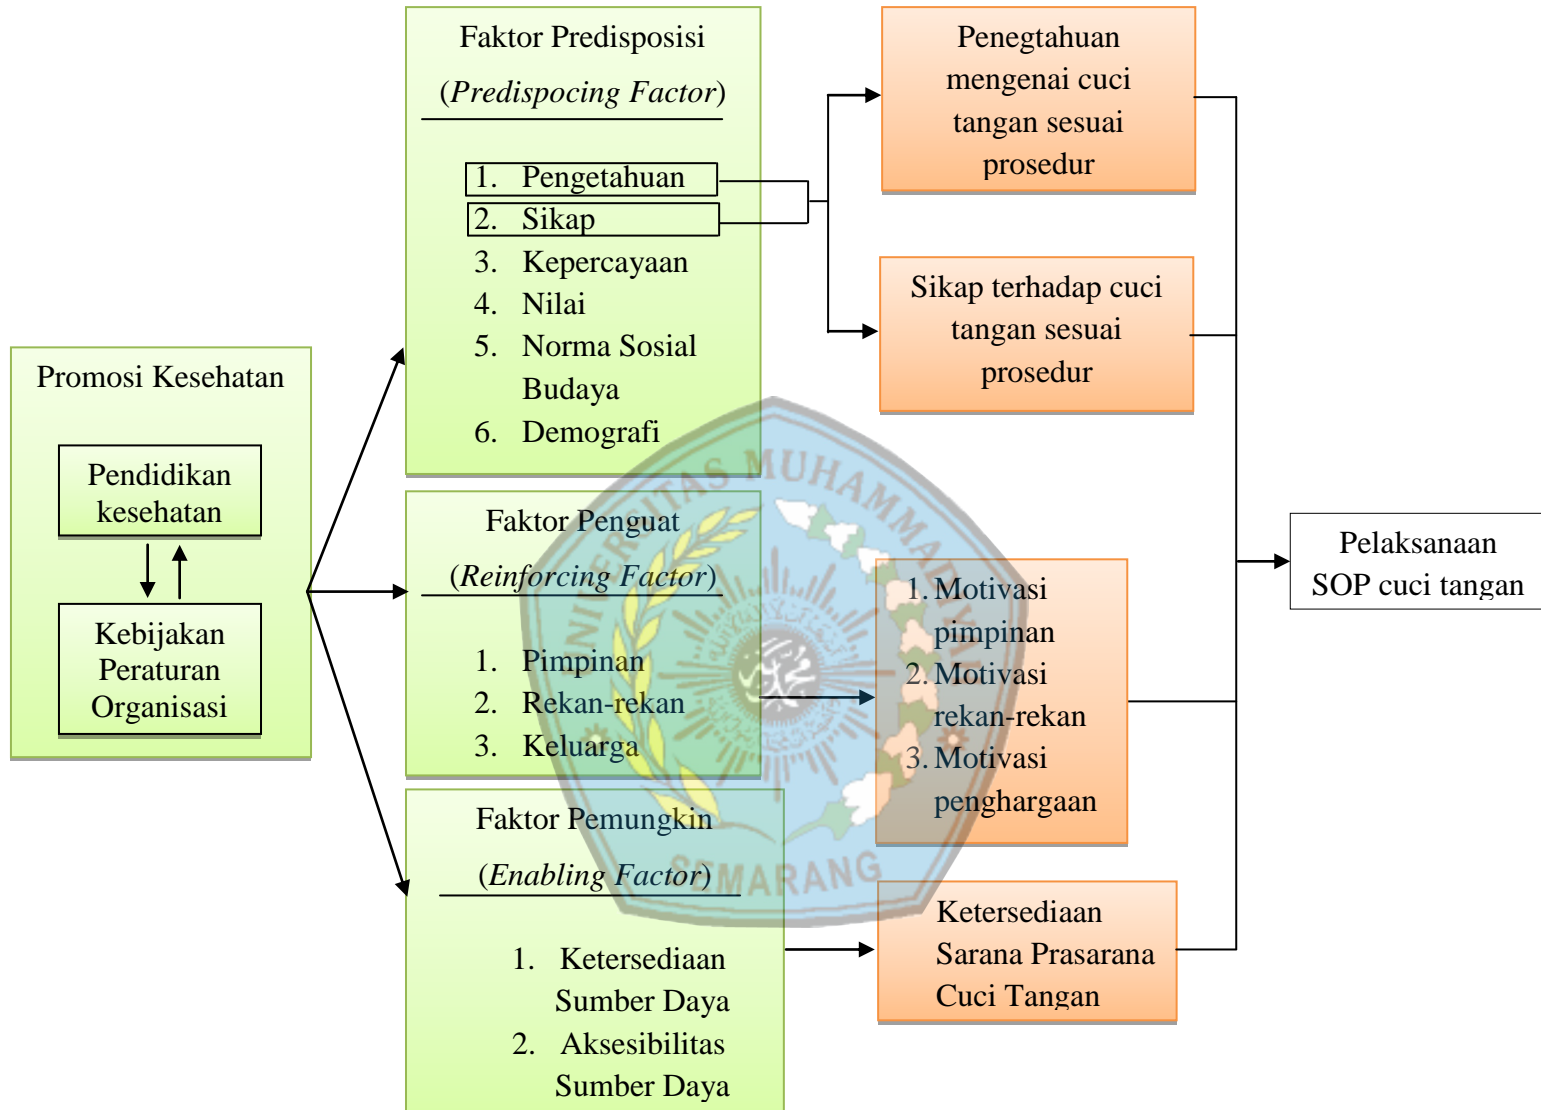 Promosi Kesehatan
Pendidikan
kesehatan
Kebijakan
Peraturan
Organisasi
Faktor Predisposisi
(Predispocing Factor)
1. Pengetahuan
2. Sikap
3. Kepercayaan
4. Nilai
5. Norma Sosial
Budaya
6. Demografi
Faktor Penguat
(Reinforcing Factor)
1. Pimpinan
2. Rekan-rekan
3. Keluarga
Faktor Pemungkin
(Enabling Factor)
1. Ketersediaan
Sumber Daya
2. Aksesibilitas
Sumber Daya
Penegtahuan
mengenai cuci
tangan sesuai
prosedur
Sikap terhadap cuci
tangan sesuai
prosedur
1. Motivasi
pimpinan
2. Motivasi
rekan-rekan
3. Motivasi
penghargaan
Ketersediaan
Sarana Prasarana
Cuci Tangan
Pelaksanaan
SOP cuci tangan
UNIVERSITAS MUHAMMADIYAH
SEMARANG